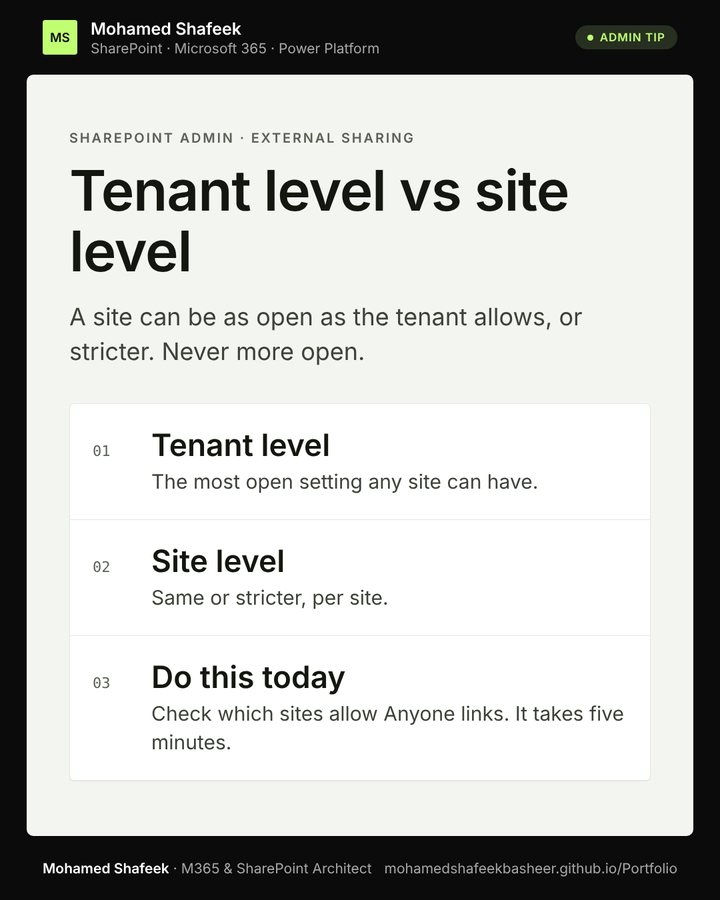 MS
Mohamed Shafeek
SharePoint · Microsoft 365 · Power Platform
ADMIN TIP
SHAREPOINT ADMIN · EXTERNAL SHARING
Tenant level vs site
level
A site can be as open as the tenant allows, or
stricter. Never more open.
01
Tenant level
The most open setting any site can have.
02
Site level
Same or stricter, per site.
03
Do this today
Check which sites allow Anyone links. It takes five
minutes.
Mohamed Shafeek · M365 & SharePoint Architect
mohamedshafeekbasheer.github.io/Portfolio